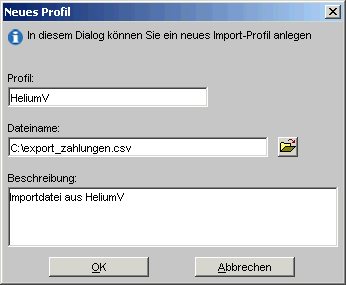 Neues Profil
In diesem Dialog können Sie ein neues Import-Profil anlegen
Profil:
HeliumV
Dateiname:
C:\export_zahlungen.csv
Beschreibung:
Importdatei aus HeliumV
OK
Abbrechen